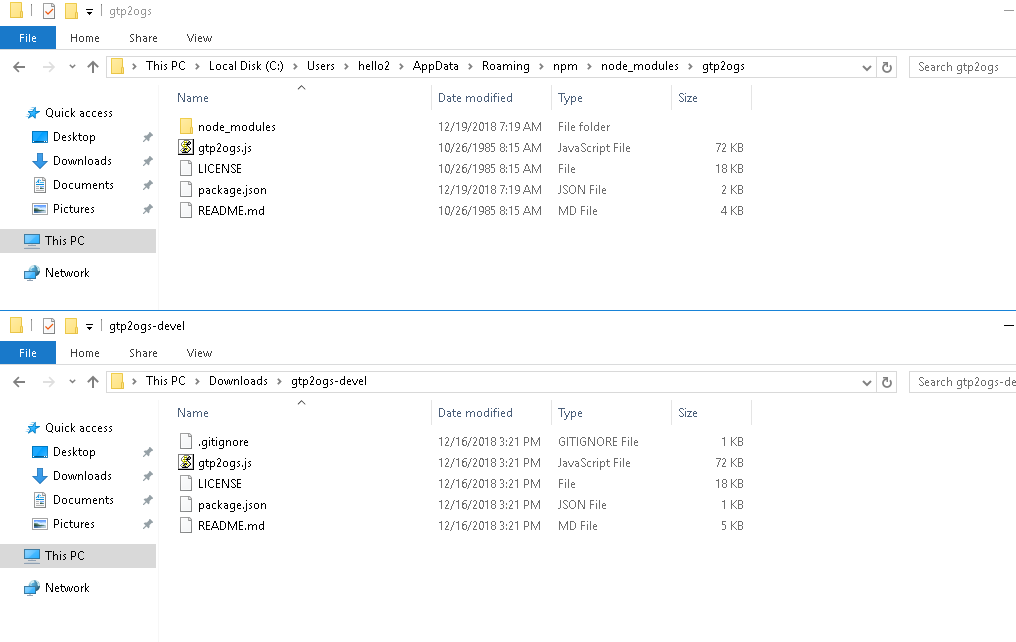 gtp2ogs
File Home Share View
This PC Local Disk (C:) Users hello2 AppData Roaming npm node_modules gtp2ogs Search gtp2ogs
Name Date modified Type Size
Quick access
Desktop
Downloads
Documents
Pictures
This PC
Network
node_modules 12/19/2018 7:19 AM File folder
gtp2ogs.js 10/26/1985 8:15 AM JavaScript File 72 KB
LICENSE 10/26/1985 8:15 AM File 18 KB
package.json 12/19/2018 7:19 AM JSON File 2 KB
README.md 10/26/1985 8:15 AM MD File 4 KB
gtp2ogs-devel
File Home Share View
This PC Downloads gtp2ogs-devel Search gtp2ogs-de
Name Date modified Type Size
Quick access
Desktop
Downloads
Documents
Pictures
This PC
Network
.gitignore 12/16/2018 3:21 PM GITIGNORE File 1 KB
gtp2ogs.js 12/16/2018 3:21 PM JavaScript File 72 KB
LICENSE 12/16/2018 3:21 PM File 18 KB
package.json 12/16/2018 3:21 PM JSON File 1 KB
README.md 12/16/2018 3:21 PM MD File 5 KB